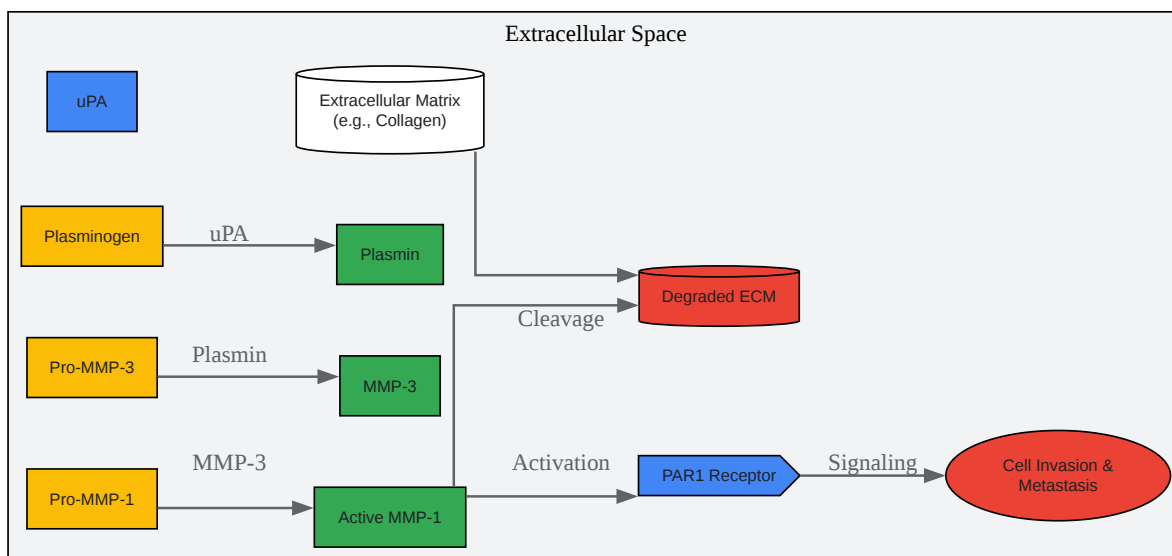 Extracellular Space
uPA
Extracellular Matrix
(e.g., Collagen)
Plasminogen
uPA
Plasmin
Degraded ECM
Cleavage
Pro-MMP-3
Plasmin
MMP-3
Pro-MMP-1
MMP-3
Active MMP-1
Activation
PAR1 Receptor
Signaling
Cell Invasion &
Metastasis